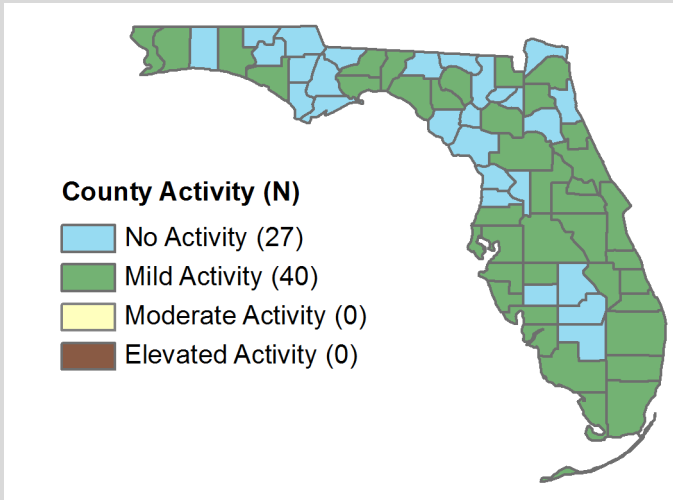 County Activity (N)
No Activity (27)
Mild Activity (40)
Moderate Activity (0)
Elevated Activity (0)